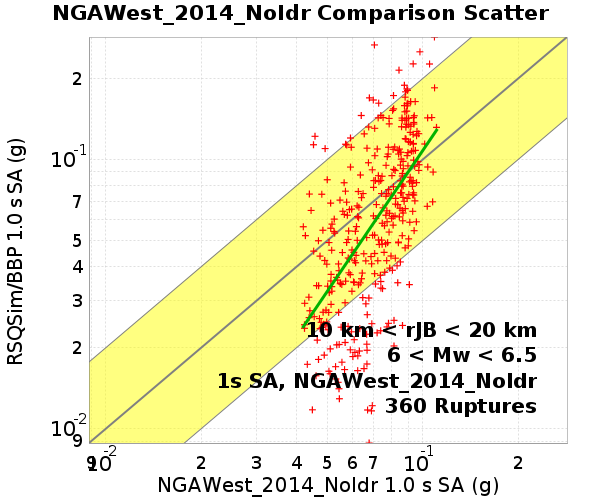 NGAWest_2014_NoIdr Comparison Scatter
RSQSim/BBP 1.0 s SA (g)
2
10⁻¹
7
5
4
3
2
10⁻²
9
10 km < rJB < 20 km
6 < Mw < 6.5
1s SA, NGAWest_2014_NoIdr
360 Ruptures
9 10⁻² 2 3 4 5 6 7 10⁻¹ 2
NGAWest_2014_NoIdr 1.0 s SA (g)